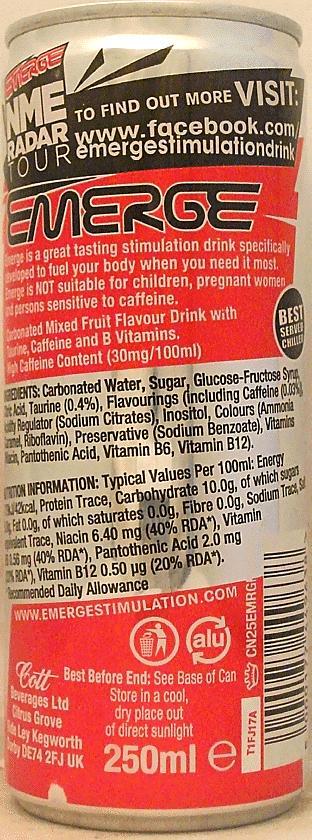 EMERGE
NME
RADAR
TOUR
TO FIND OUT MORE VISIT:
www.facebook.com/
emergestimulationdrink
EMERGE
Emerge is a great tasting stimulation drink specifically
developed to fuel your body when you need it most.
Emerge is NOT suitable for children, pregnant women
and persons sensitive to caffeine.
Carbonated Mixed Fruit Flavour Drink with
Taurine, Caffeine and B Vitamins.
High Caffeine Content (30mg/100ml)
BEST
SERVED
CHILLED
INGREDIENTS: Carbonated Water, Sugar, Glucose-Fructose Syrup,
Citric Acid, Taurine (0.4%), Flavourings (including Caffeine (0.03%)),
Acidity Regulator (Sodium Citrates), Inositol, Colours (Ammonia
Caramel, Riboflavin), Preservative (Sodium Benzoate), Vitamins
Niacin, Pantothenic Acid, Vitamin B6, Vitamin B12).
NUTRITION INFORMATION: Typical Values Per 100ml: Energy
42kcal, Protein Trace, Carbohydrate 10.0g, of which sugars
Fat 0.0g, of which saturates 0.0g, Fibre 0.0g, Sodium Trace, Salt
Equivalent Trace, Niacin 6.40 mg (40% RDA*), Vitamin
0.56 mg (40% RDA*), Pantothenic Acid 2.0 mg
RDA*), Vitamin B12 0.50 µg (20% RDA*).
Recommended Daily Allowance
WWW.EMERGESTIMULATION.COM
alu
CN25EMRG
T1FJ17A
Cott
Beverages Ltd
Citrus Grove
Side Ley Kegworth
Derby DE74 2FJ UK
Best Before End: See Base of Can
Store in a cool,
dry place out
of direct sunlight
250ml e